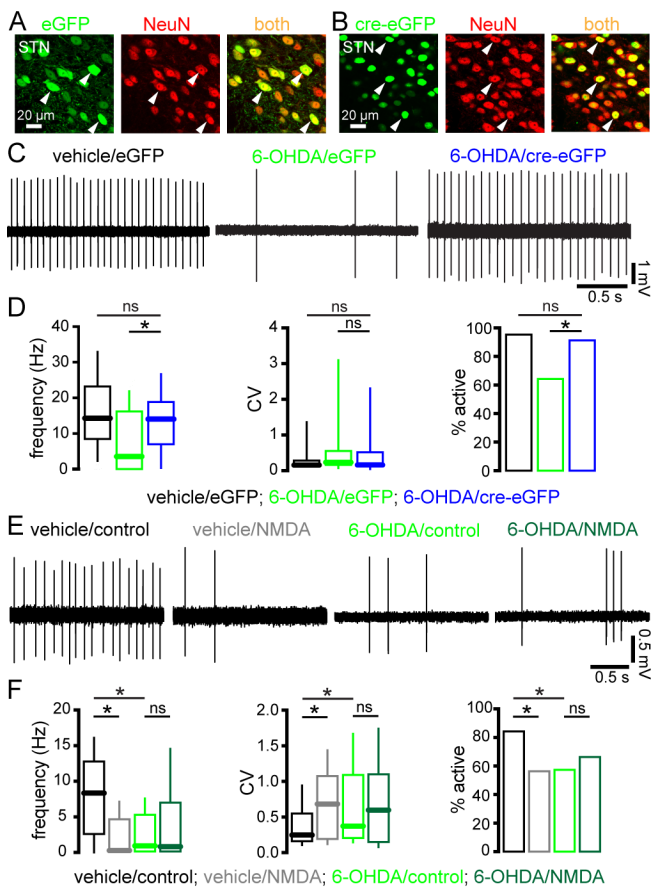 A eGFP NeuN both B cre-eGFP NeuN both
STN STN
20 µm 20 µm
C vehicle/eGFP 6-OHDA/eGFP 6-OHDA/cre-eGFP
1 mV
0.5 s
D ns ns ns
* ns *
frequency (Hz) 40 30 20 10 0
CV 4 3 2 1 0
% active 100 80 60 40 20 0
vehicle/eGFP; 6-OHDA/eGFP; 6-OHDA/cre-eGFP
E vehicle/control vehicle/NMDA 6-OHDA/control 6-OHDA/NMDA
0.5 mV
0.5 s
F * * *
* ns * ns * ns
frequency (Hz) 20 15 10 5 0
CV 2.0 1.5 1.0 0.5 0.0
% active 100 80 60 40 20 0
vehicle/control; vehicle/NMDA; 6-OHDA/control; 6-OHDA/NMDA